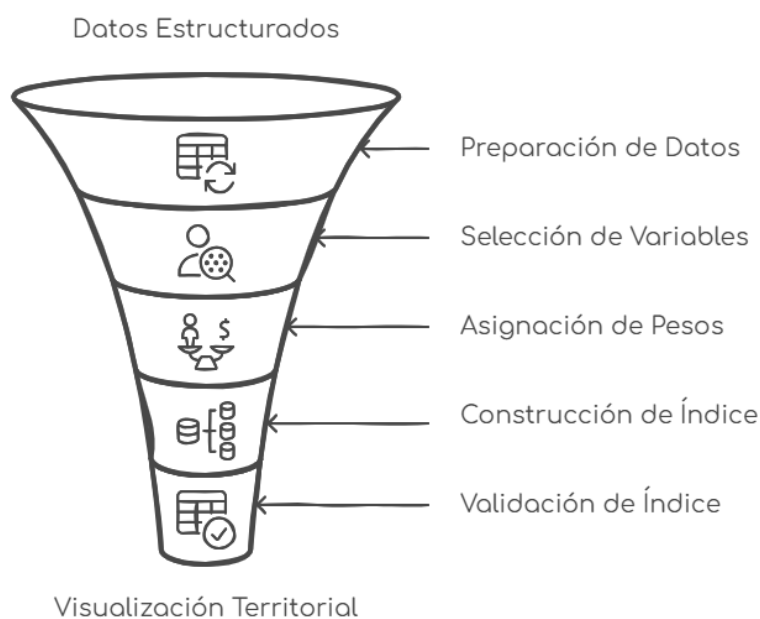 Datos Estructurados
Preparación de Datos
Selección de Variables
Asignación de Pesos
$
Construcción de Índice
Validación de Índice
Visualización Territorial